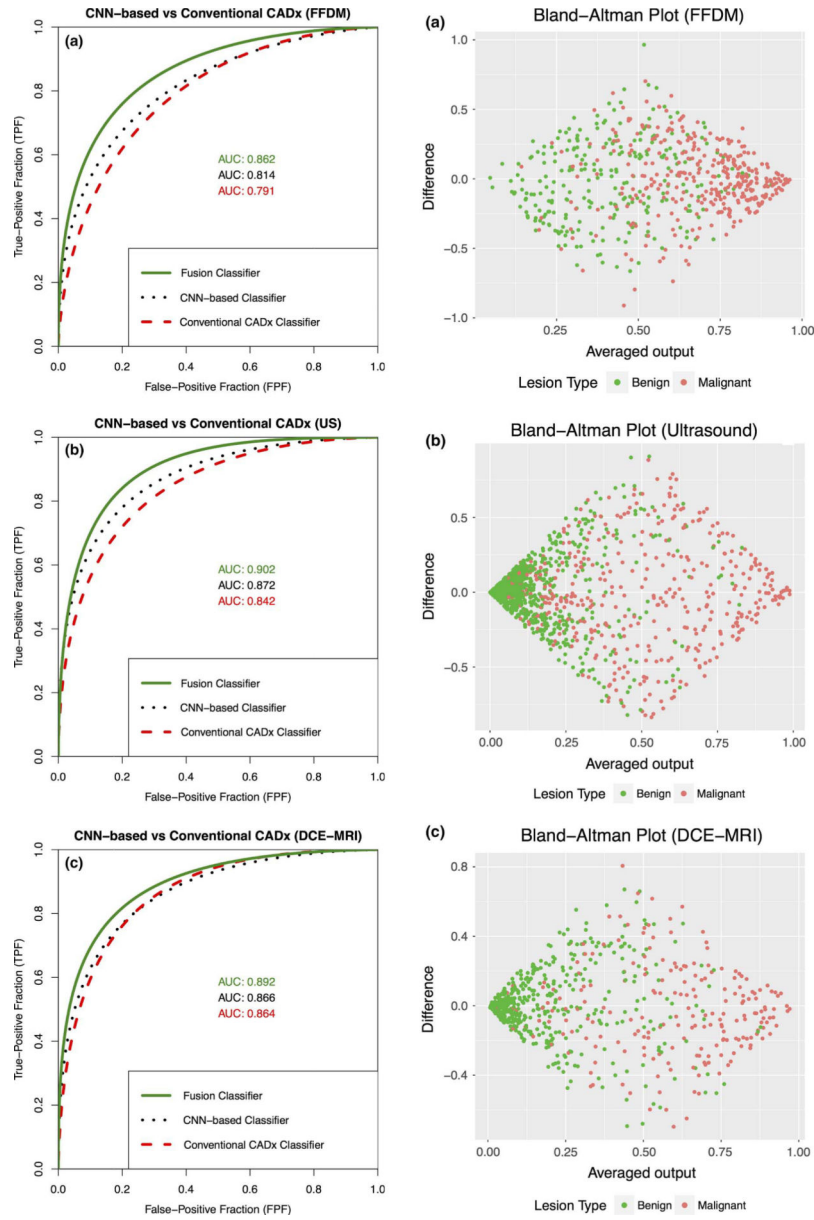 CNN−based vs Conventional CADx (FFDM)
(a)
True−Positive Fraction (TPF)
1.0
0.8
0.6
0.4
0.2
0.0
AUC: 0.862
AUC: 0.814
AUC: 0.791
Fusion Classifier
CNN−based Classifier
Conventional CADx Classifier
0.0 0.2 0.4 0.6 0.8 1.0
False−Positive Fraction (FPF)
(a)
Bland−Altman Plot (FFDM)
Difference
1.0
0.5
0.0
−0.5
−1.0
0.25 0.50 0.75 1.00
Averaged output
Lesion Type Benign Malignant
CNN−based vs Conventional CADx (US)
(b)
True−Positive Fraction (TPF)
1.0
0.8
0.6
0.4
0.2
0.0
AUC: 0.902
AUC: 0.872
AUC: 0.842
Fusion Classifier
CNN−based Classifier
Conventional CADx Classifier
0.0 0.2 0.4 0.6 0.8 1.0
False−Positive Fraction (FPF)
(b)
Bland−Altman Plot (Ultrasound)
Difference
0.5
0.0
−0.5
0.00 0.25 0.50 0.75 1.00
Averaged output
Lesion Type Benign Malignant
CNN−based vs Conventional CADx (DCE−MRI)
(c)
True−Positive Fraction (TPF)
1.0
0.8
0.6
0.4
0.2
0.0
AUC: 0.892
AUC: 0.866
AUC: 0.864
Fusion Classifier
CNN−based Classifier
Conventional CADx Classifier
0.0 0.2 0.4 0.6 0.8 1.0
False−Positive Fraction (FPF)
(c)
Bland−Altman Plot (DCE−MRI)
Difference
0.8
0.4
0.0
−0.4
0.00 0.25 0.50 0.75 1.00
Averaged output
Lesion Type Benign Malignant